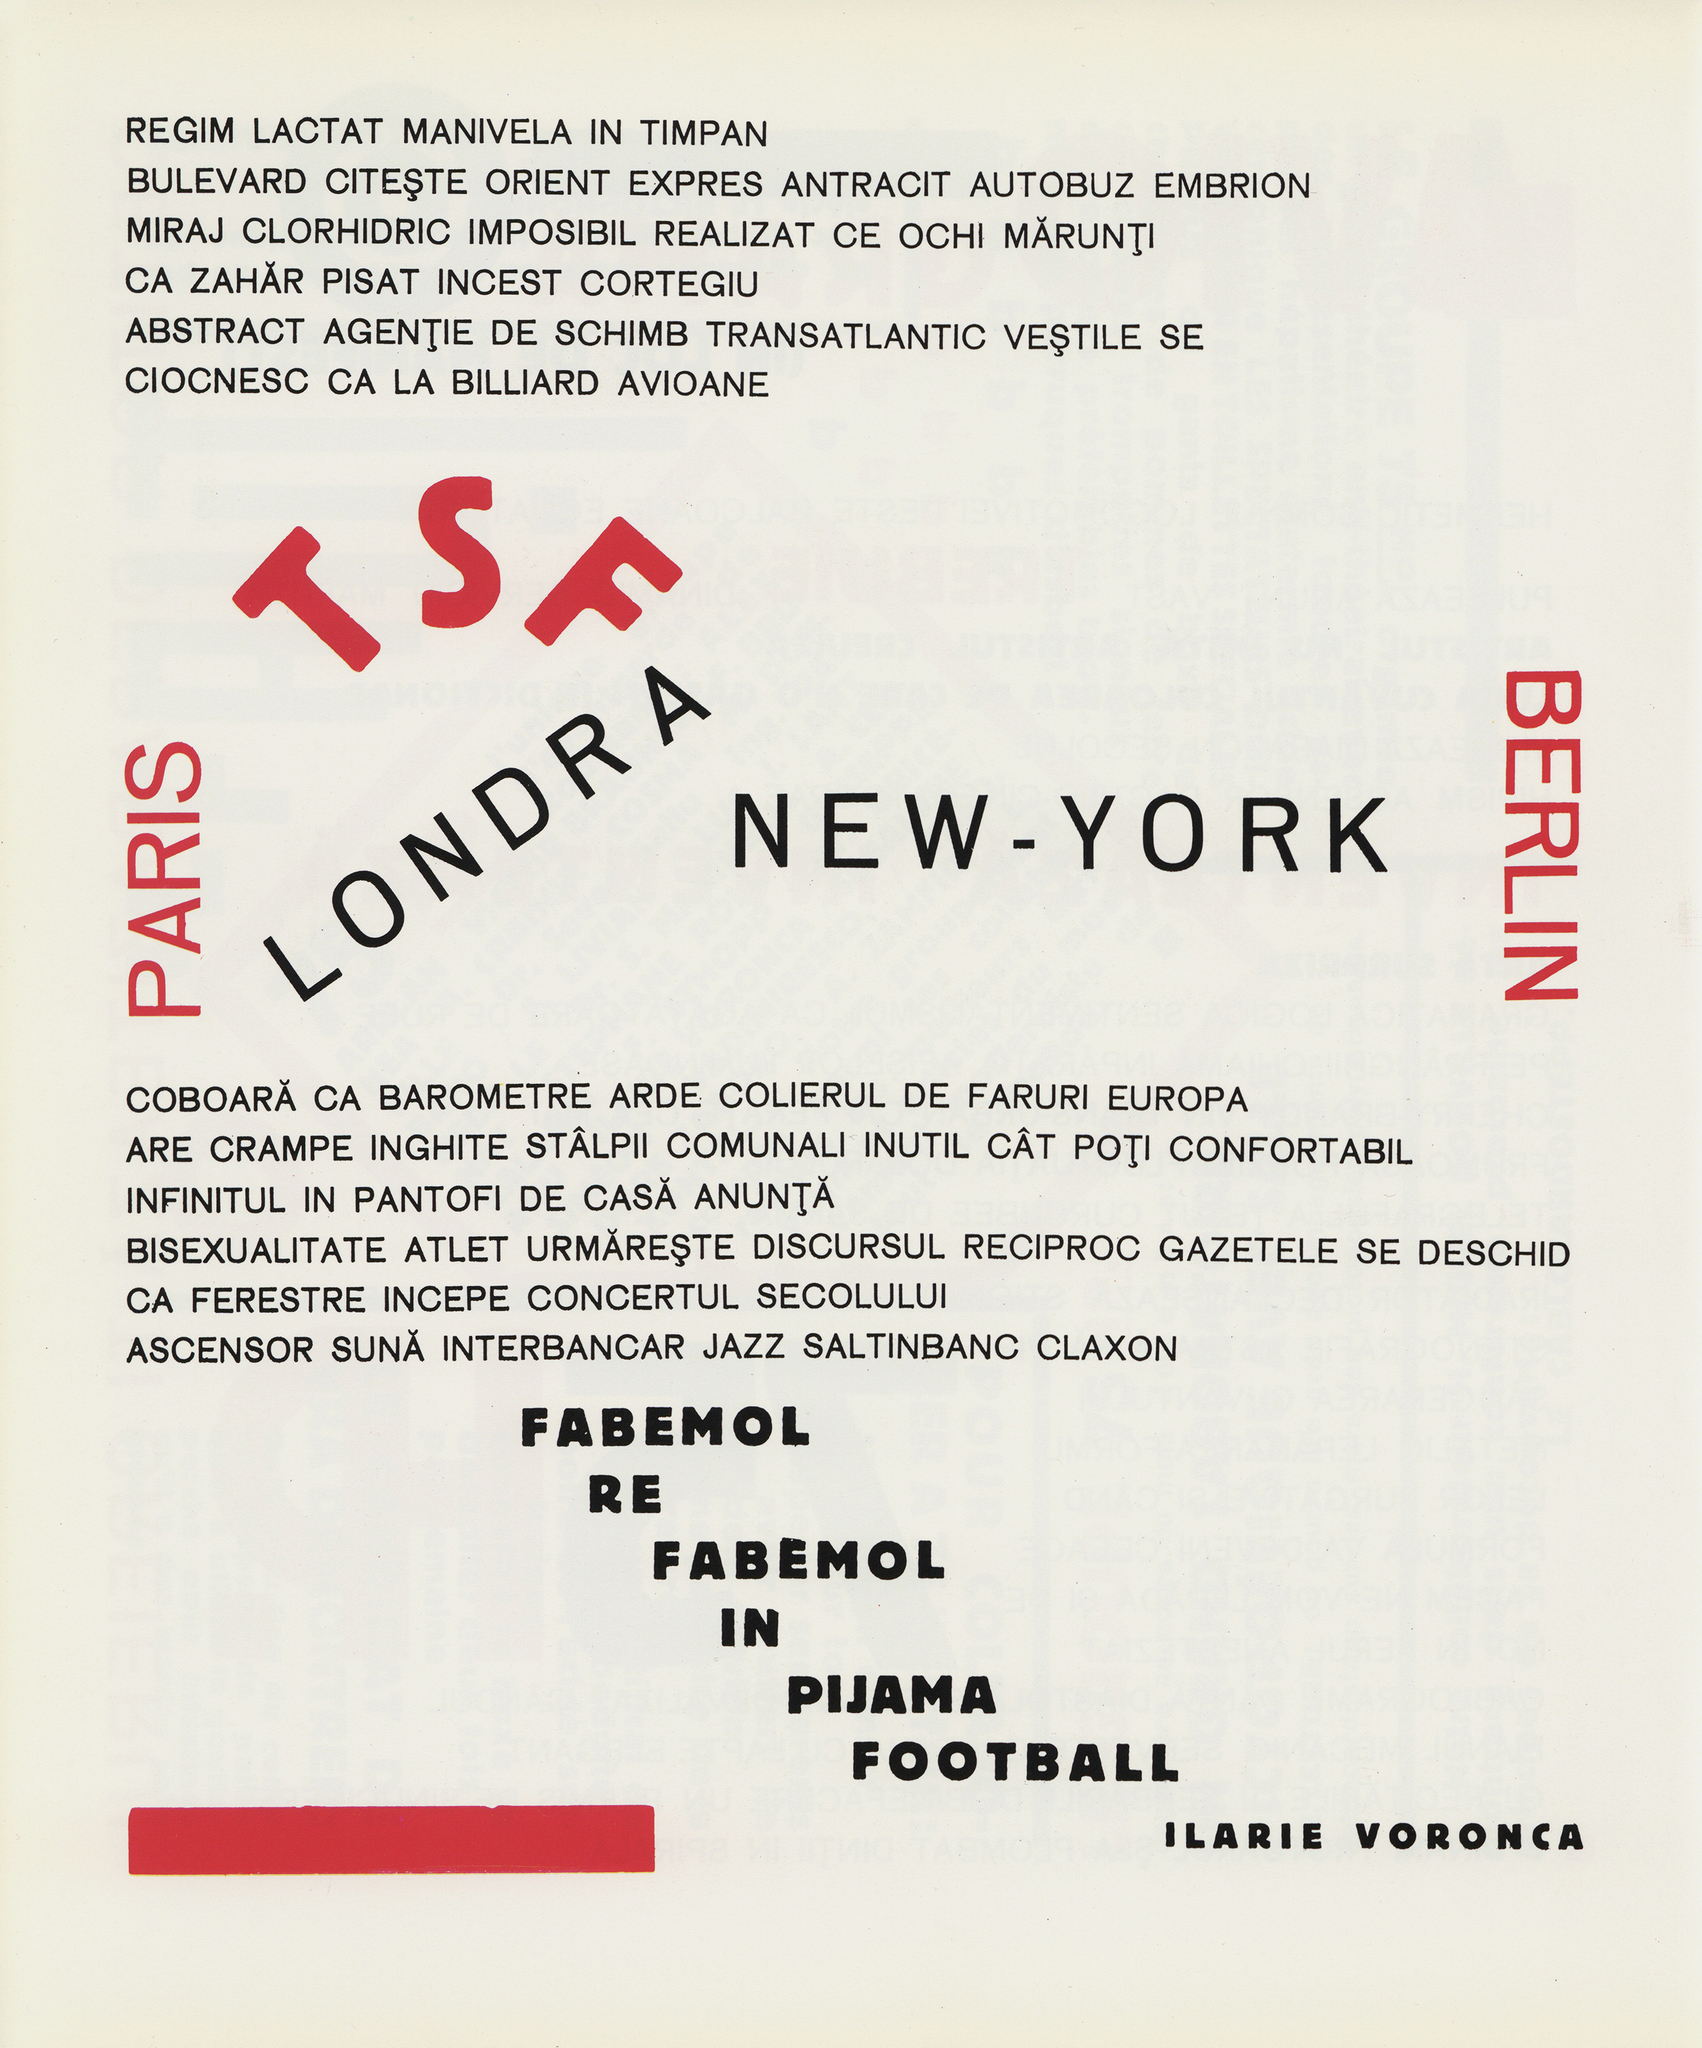 REGIM LACTAT MANIVELA IN TIMPAN
BULEVARD CITEŞTE ORIENT EXPRES ANTRACIT AUTOBUZ EMBRION
MIRAJ CLORHIDRIC IMPOSIBIL REALIZAT CE OCHI MĂRUNŢI
CA ZAHĂR PISAT INCEST CORTEGIU
ABSTRACT AGENŢIE DE SCHIMB TRANSATLANTIC VEŞTILE SE
CIOCNESC CA LA BILLIARD AVIOANE
TSF
PARIS
LONDRA
NEW-YORK
BERLIN
COBOARĂ CA BAROMETRE ARDE COLIERUL DE FARURI EUROPA
ARE CRAMPE INGHITE STÂLPII COMUNALI INUTIL CÂT POŢI CONFORTABIL
INFINITUL IN PANTOFI DE CASĂ ANUNŢĂ
BISEXUALITATE ATLET URMĂREŞTE DISCURSUL RECIPROC GAZETELE SE DESCHID
CA FERESTRE INCEPE CONCERTUL SECOLULUI
ASCENSOR SUNĂ INTERBANCAR JAZZ SALTINBANC CLAXON
FABEMOL
RE
FABEMOL
IN
PIJAMA
FOOTBALL
ILARIE VORONCA